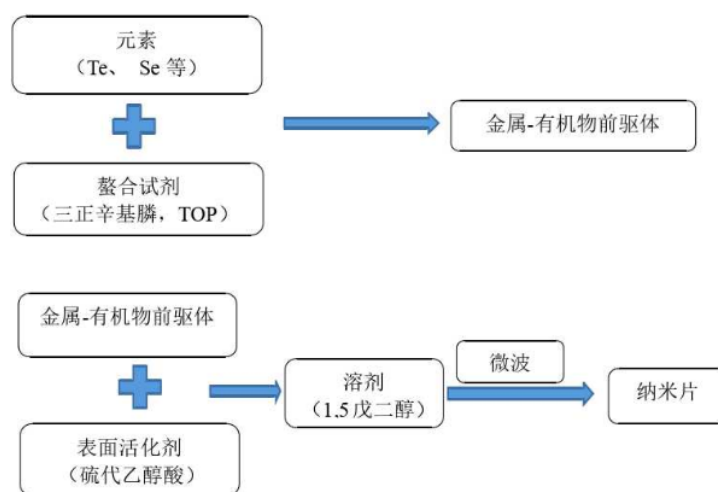 元素
（Te、 Se 等）
金属-有机物前驱体
螯合试剂
（三正辛基膦，TOP）
金属-有机物前驱体
表面活化剂
（硫代乙醇酸）
溶剂
（1,5戊二醇）
微波
纳米片